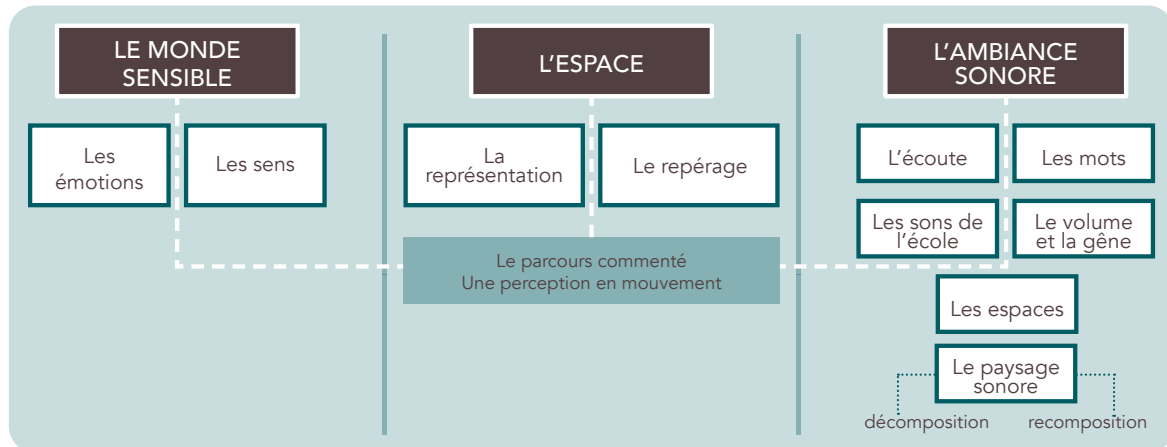 LE MONDE
SENSIBLE
Les
émotions
Les sens
L'ESPACE
La
représentation
Le repérage
Le parcours commenté
Une perception en mouvement
L'AMBIANCE
SONORE
L'écoute
Les mots
Les sons de
l'école
Le volume
et la gêne
Les espaces
Le paysage
sonore
décomposition
recomposition